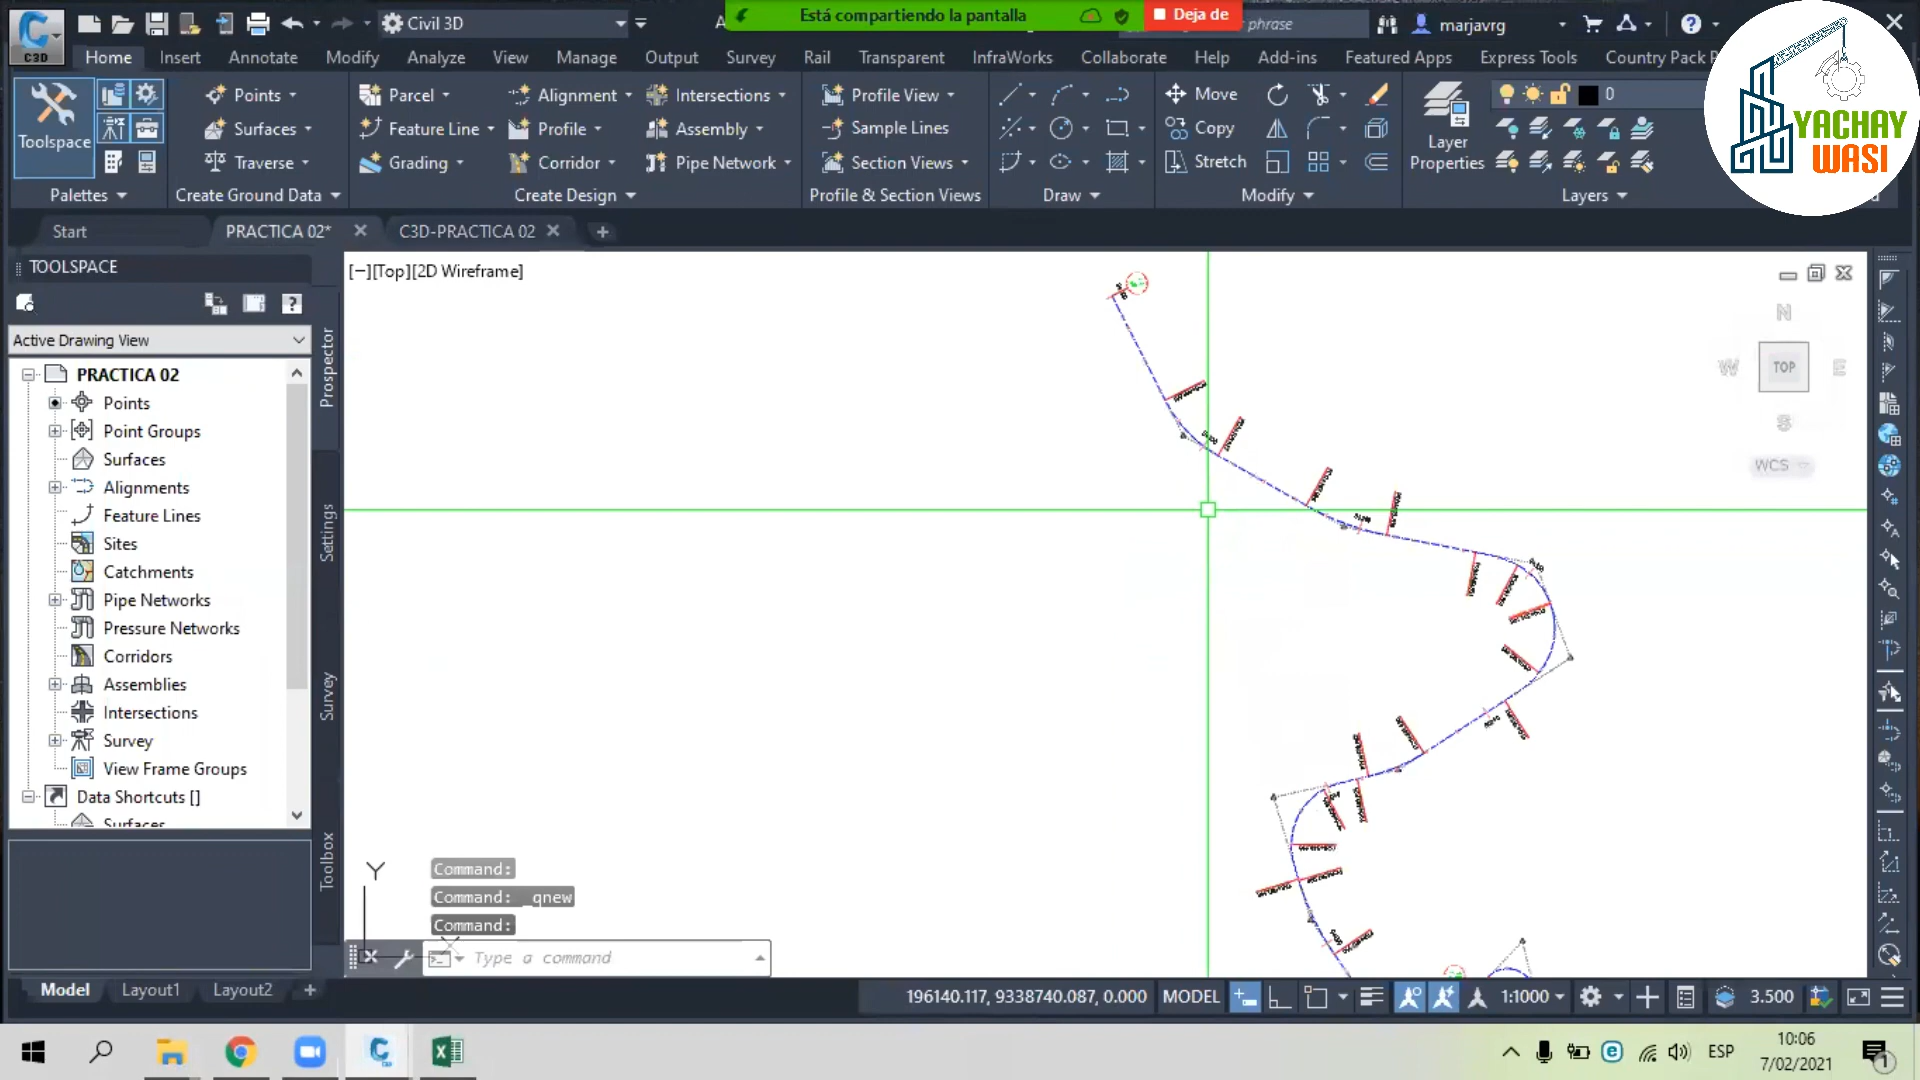 C3D
Civil 3D
A
Está compartiendo la pantalla
Deja de
phrase
marjavrg
Home
Insert
Annotate
Modify
Analyze
View
Manage
Output
Survey
Rail
Transparent
InfraWorks
Collaborate
Help
Add-ins
Featured Apps
Express Tools
Country Pack
YACHAY
WASI
Toolspace
Palettes
Points
Surfaces
Traverse
Create Ground Data
Parcel
Feature Line
Grading
Alignment
Profile
Corridor
Intersections
Assembly
Pipe Network
Create Design
Profile View
Sample Lines
Section Views
Profile & Section Views
Draw
Move
Copy
Stretch
Modify
Layer
Properties
0
Layers
Start
PRACTICA 02*
C3D-PRACTICA 02
TOOLSPACE
Active Drawing View
PRACTICA 02
Points
Point Groups
Surfaces
Alignments
Feature Lines
Sites
Catchments
Pipe Networks
Pressure Networks
Corridors
Assemblies
Intersections
Survey
View Frame Groups
Data Shortcuts []
Surfaces
Prospector
Settings
Survey
Toolbox
[−][Top][2D Wireframe]
N
W
TOP
E
S
WCS
Y
X
Command:
Command: _qnew
Command:
Type a command
Model
Layout1
Layout2
196140.117, 9338740.087, 0.000
MODEL
1:1000
3.500
ESP
10:06
7/02/2021
1